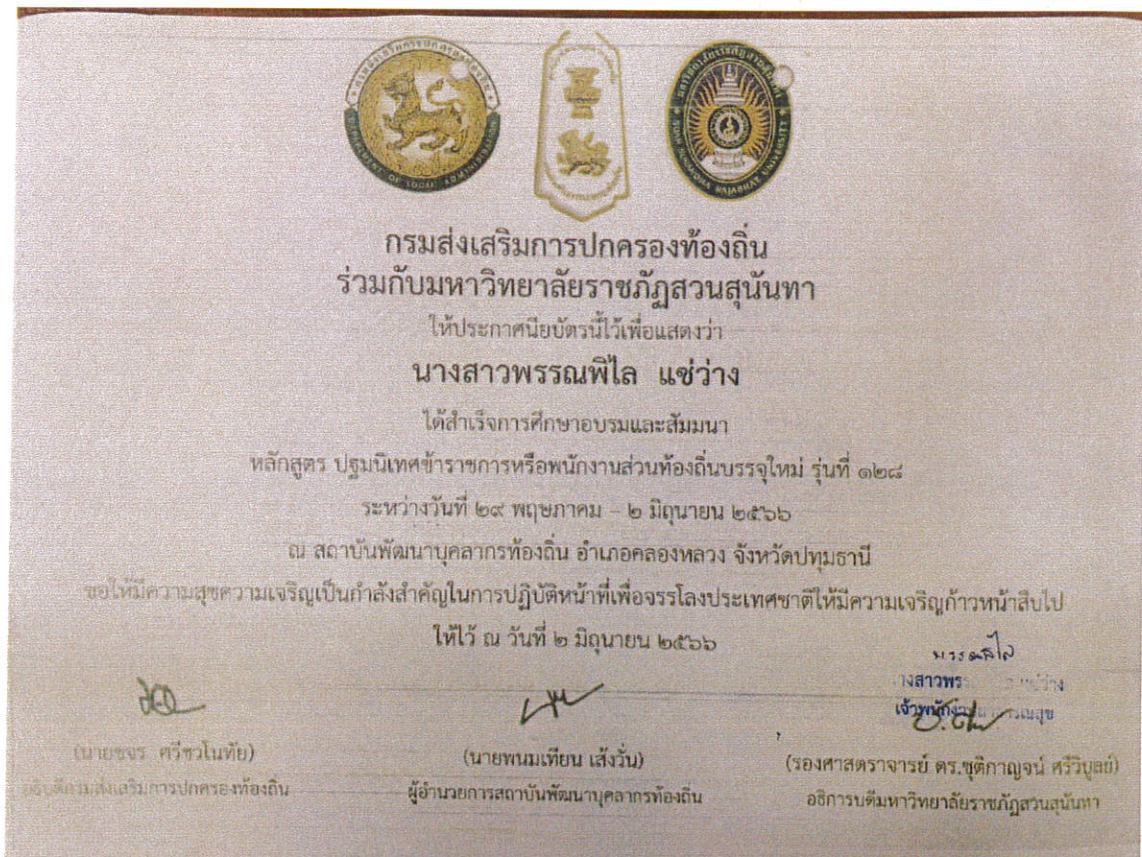 DEPARTMENT OF LOCAL ADMINISTRATION
SUAN SUNANDHA RAJABHAT UNIVERSITY
กรมส่งเสริมการปกครองท้องถิ่น
ร่วมกับมหาวิทยาลัยราชภัฏสวนสุนันทา
ให้ประกาศนียบัตรนี้ไว้เพื่อแสดงว่า
นางสาวพรรณพิไล แซ่ว่าง
ได้สำเร็จการศึกษาอบรมและสัมมนา
หลักสูตร ปฐมนิเทศข้าราชการหรือพนักงานส่วนท้องถิ่นบรรจุใหม่ รุ่นที่ ๑๒๘
ระหว่างวันที่ ๒๙ พฤษภาคม – ๒ มิถุนายน ๒๕๖๖
ณ สถาบันพัฒนาบุคลากรท้องถิ่น อำเภอคลองหลวง จังหวัดปทุมธานี
ขอให้มีความสุขความเจริญเป็นกำลังสำคัญในการปฏิบัติหน้าที่เพื่อจรรโลงประเทศชาติให้มีความเจริญก้าวหน้าสืบไป
ให้ไว้ ณ วันที่ ๒ มิถุนายน ๒๕๖๖
พรรณพิไล
แซ่ว่าง
(นายขจร ศรีชวโนทัย)
อธิบดีกรมส่งเสริมการปกครองท้องถิ่น
(นายพนมเทียน เส้งวั่น)
ผู้อำนวยการสถาบันพัฒนาบุคลากรท้องถิ่น
(รองศาสตราจารย์ ดร.ชุติกาญจน์ ศรีวิบูลย์)
อธิการบดีมหาวิทยาลัยราชภัฏสวนสุนันทา